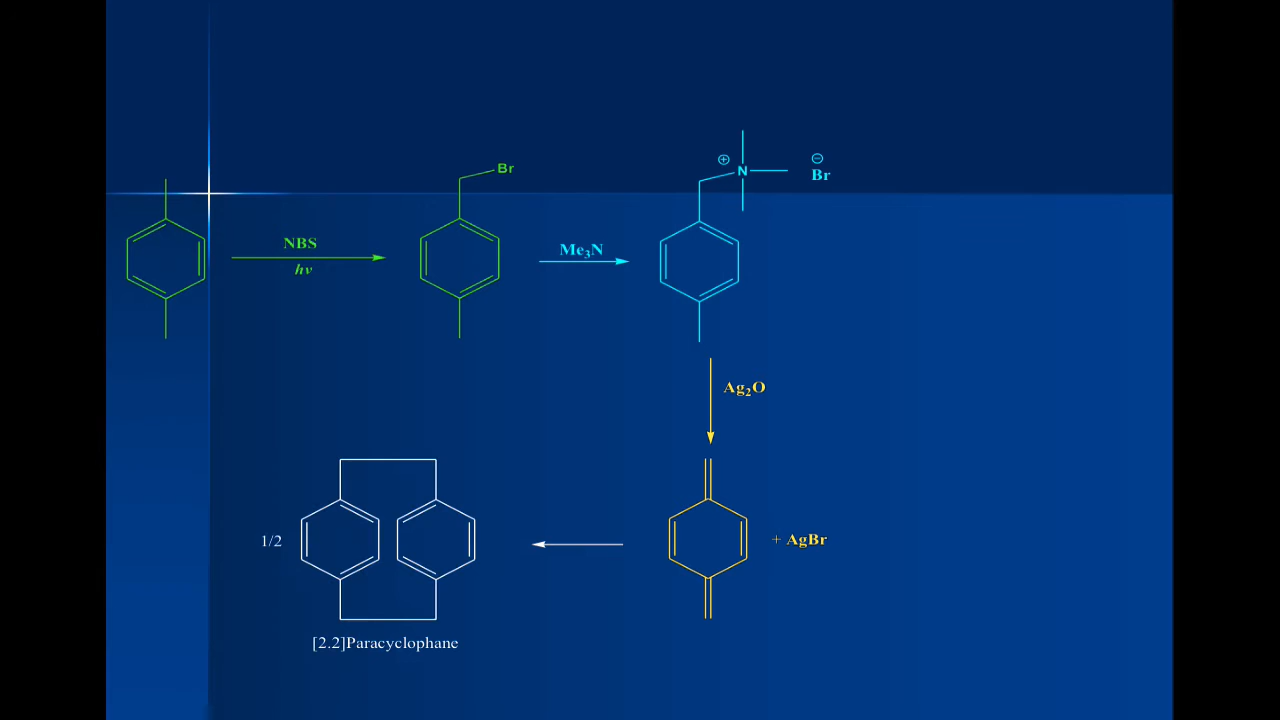 Br
NBS
hν
Me₃N
⊕
N
⊖
Br
Ag₂O
+ AgBr
1/2
[2.2]Paracyclophane